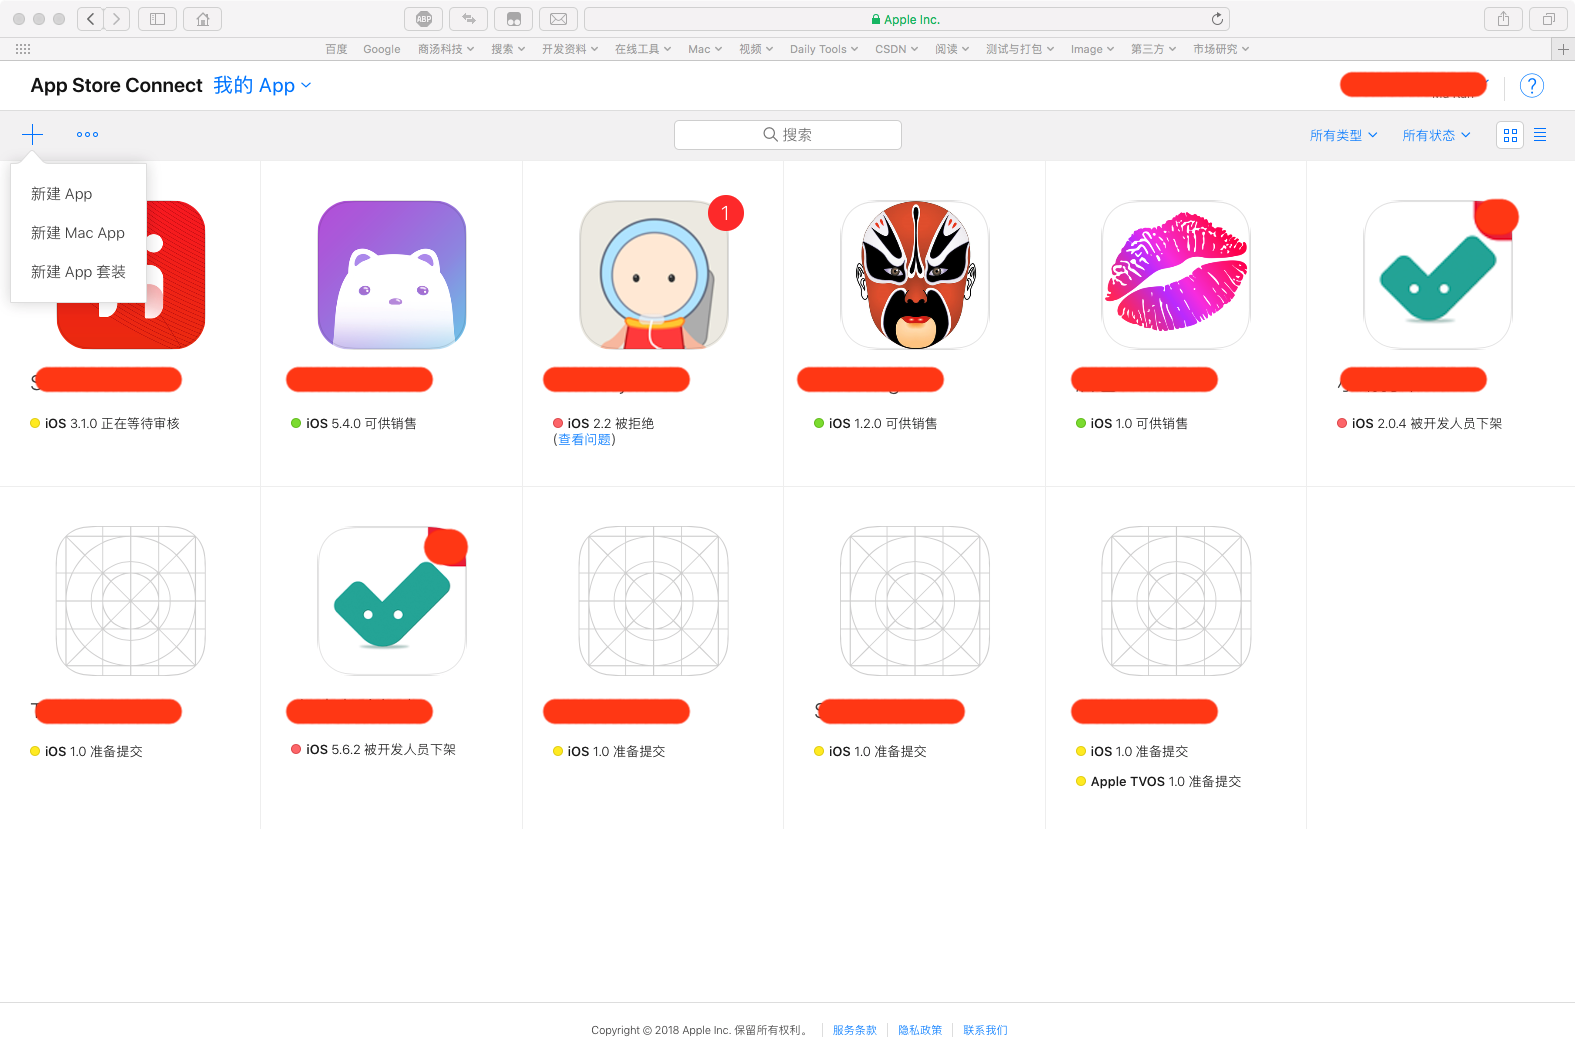 ABP
Apple Inc.
百度 Google 商汤科技 搜索 开发资料 在线工具 Mac 视频 Daily Tools CSDN 阅读 测试与打包 Image 第三方 市场研究
App Store Connect 我的 App
?
搜索
所有类型 所有状态
新建 App
新建 Mac App
新建 App 套装
1
iOS 3.1.0 正在等待审核
iOS 5.4.0 可供销售
iOS 2.2 被拒绝
(查看问题)
iOS 1.2.0 可供销售
iOS 1.0 可供销售
iOS 2.0.4 被开发人员下架
iOS 1.0 准备提交
iOS 5.6.2 被开发人员下架
iOS 1.0 准备提交
iOS 1.0 准备提交
iOS 1.0 准备提交
Apple TVOS 1.0 准备提交
Copyright © 2018 Apple Inc. 保留所有权利。 服务条款 隐私政策 联系我们